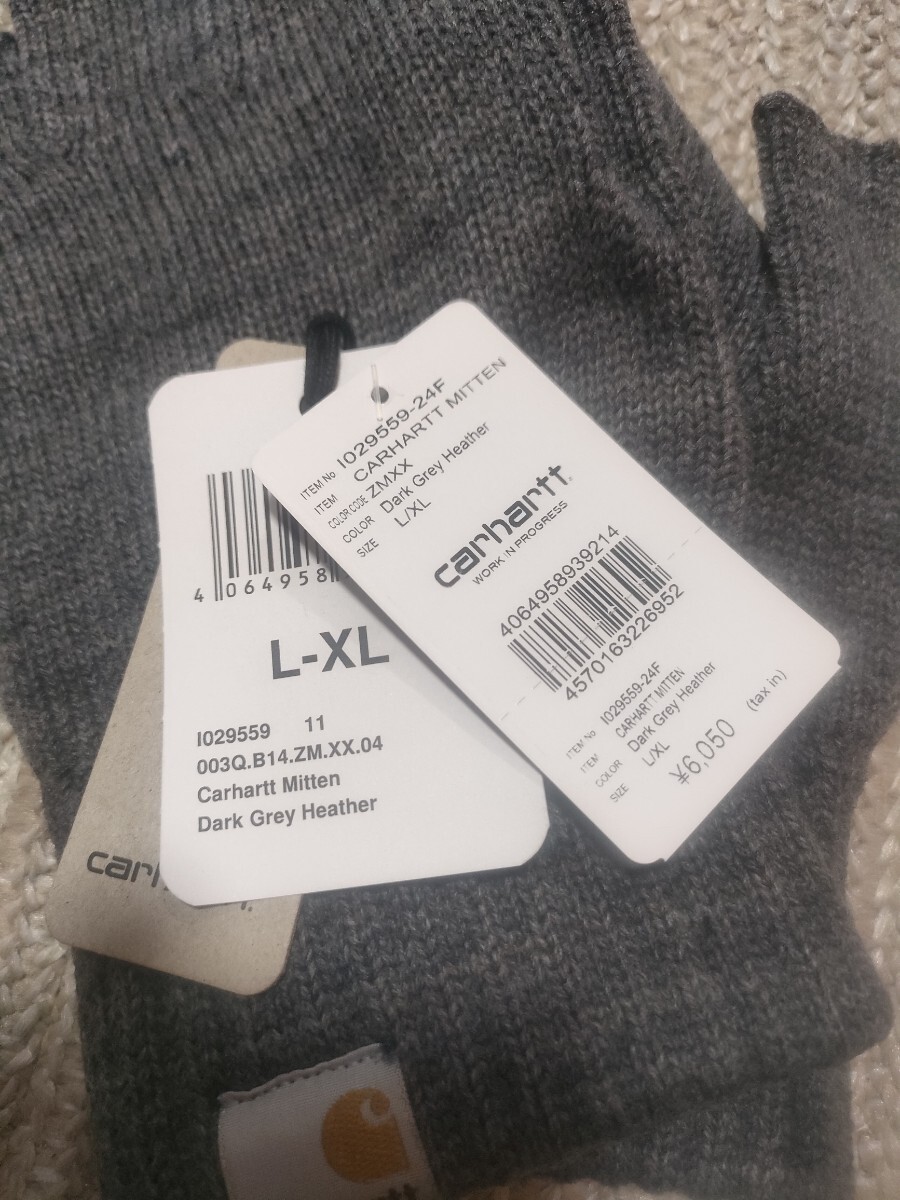 ITEM No I029559-24F
ITEM CARHARTT MITTEN
COLOR CODE ZMXX
COLOR Dark Grey Heather
SIZE L/XL
carhartt.
WORK IN PROGRESS
4064958939214
4570163226952
ITEM No I029559-24F
ITEM CARHARTT MITTEN
COLOR Dark Grey Heather
SIZE L/XL
¥6,050 (tax in)
4 064958
L-XL
I029559 11
003Q.B14.ZM.XX.04
Carhartt Mitten
Dark Grey Heather
car